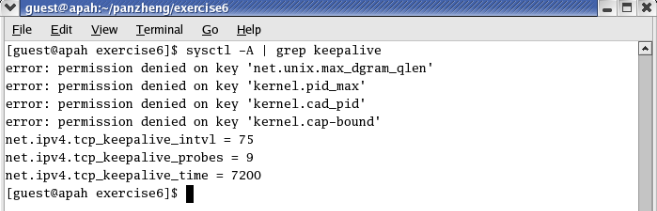 guest@apah:~/panzheng/exercise6
File Edit View Terminal Go Help
[guest@apah exercise6]$ sysctl -A | grep keepalive
error: permission denied on key 'net.unix.max_dgram_qlen'
error: permission denied on key 'kernel.pid_max'
error: permission denied on key 'kernel.cad_pid'
error: permission denied on key 'kernel.cap-bound'
net.ipv4.tcp_keepalive_intvl = 75
net.ipv4.tcp_keepalive_probes = 9
net.ipv4.tcp_keepalive_time = 7200
[guest@apah exercise6]$